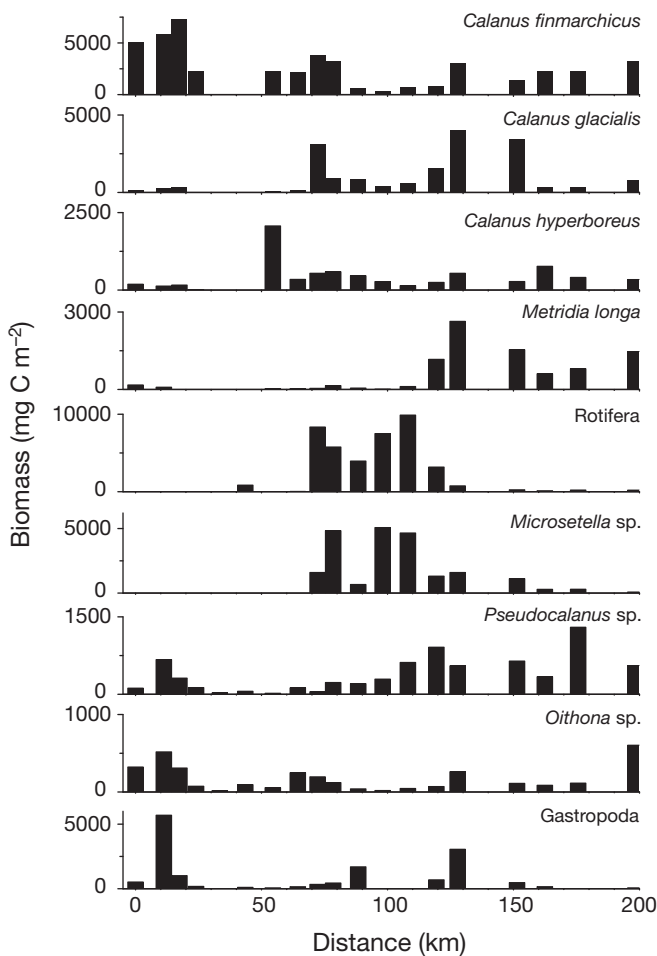 Calanus finmarchicus
5000
0
Calanus glacialis
5000
0
Calanus hyperboreus
2500
0
Metridia longa
3000
0
Rotifera
10000
0
Microsetella sp.
5000
0
Pseudocalanus sp.
1500
0
Oithona sp.
1000
0
Gastropoda
5000
0
Biomass (mg C m⁻²)
0 50 100 150 200
Distance (km)